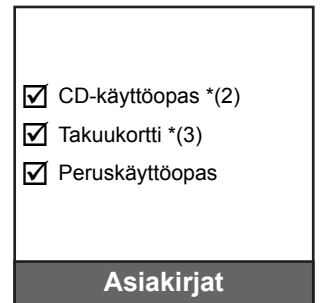 CD-käyttöopas *(2)
Takuukortti *(3)
Peruskäyttöopas
Asiakirjat